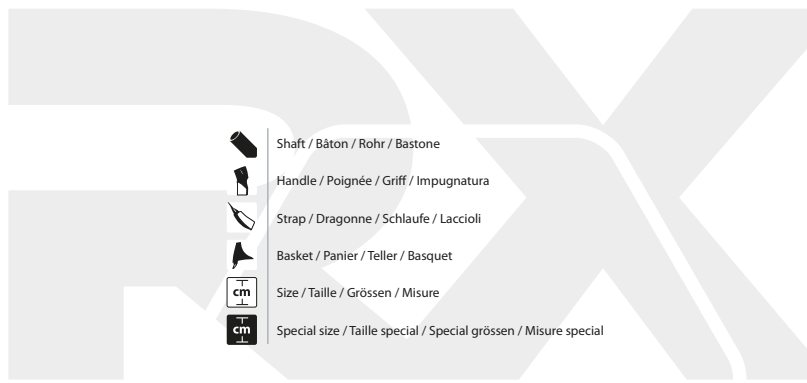 Shaft / Bâton / Rohr / Bastone
Handle / Poignée / Griff / Impugnatura
Strap / Dragonne / Schlaufe / Laccioli
Basket / Panier / Teller / Basquet
cm Size / Taille / Grössen / Misure
cm Special size / Taille special / Special grössen / Misure special